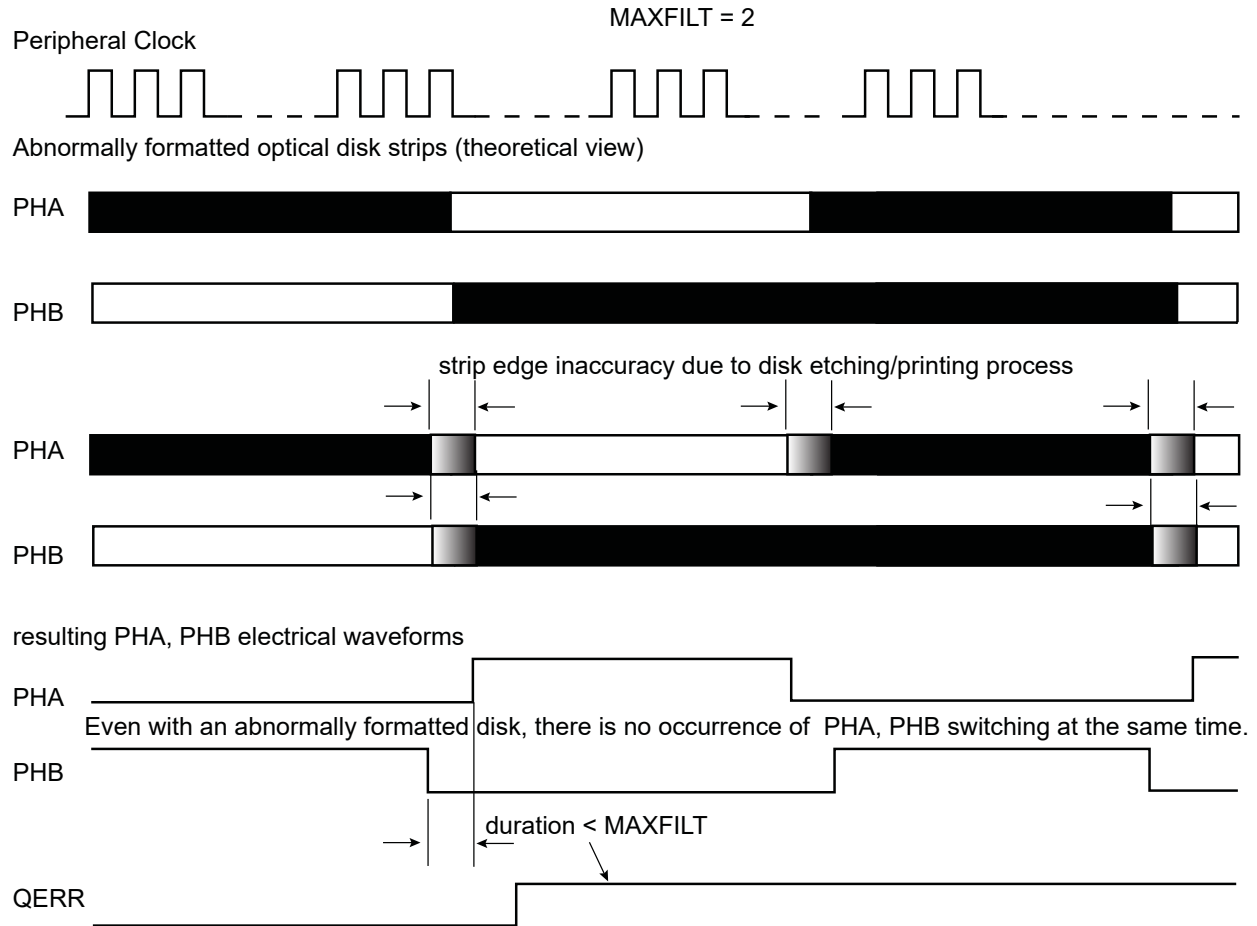 MAXFILT = 2
Peripheral Clock
Abnormally formatted optical disk strips (theoretical view)
PHA
PHB
strip edge inaccuracy due to disk etching/printing process
PHA
PHB
resulting PHA, PHB electrical waveforms
PHA
Even with an abnormally formatted disk, there is no occurrence of PHA, PHB switching at the same time.
PHB
duration < MAXFILT
QERR